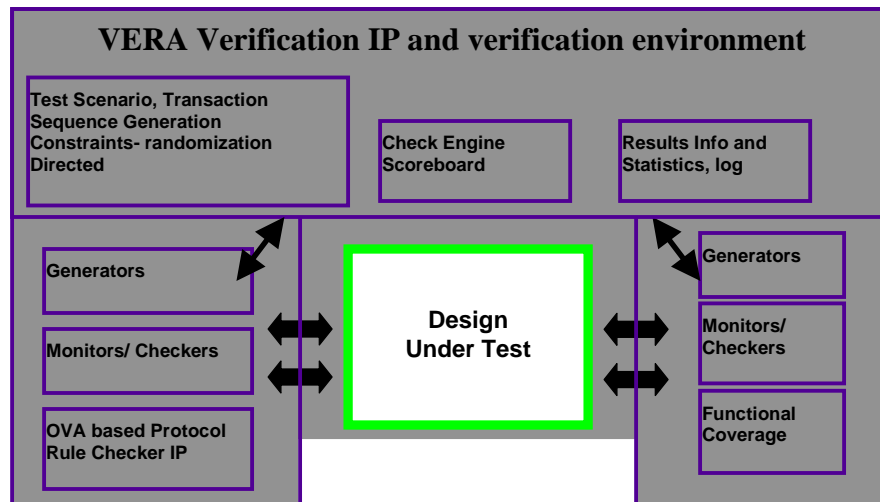 VERA Verification IP and verification environment
Test Scenario, Transaction
Sequence Generation
Constraints- randomization
Directed
Check Engine
Scoreboard
Results Info and
Statistics, log
Generators
Monitors/ Checkers
OVA based Protocol
Rule Checker IP
Design
Under Test
Generators
Monitors/
Checkers
Functional
Coverage